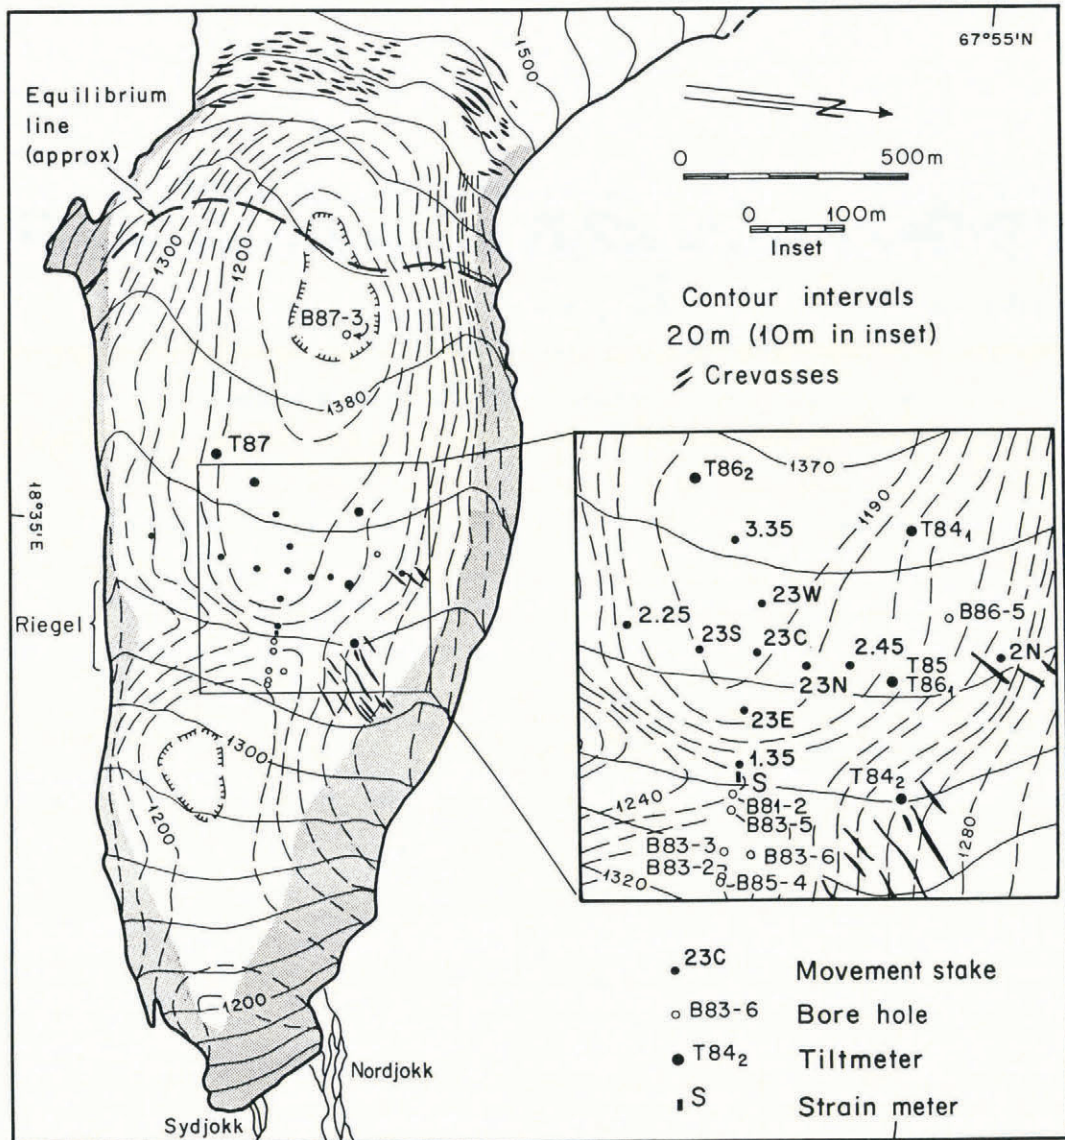 67°55'N
1500
Equilibrium
line
(approx)
N
0 500m
0 100m
Inset
1300
1200
B87-3
Contour intervals
20m (10m in inset)
Crevasses
1380
T87
18°35'E
Riegel
1300
1200
1200
Nordjokk
Sydjokk
1370
T86₂
1190
3.35
T84₁
23W
B86-5
2.25
23S
23C
2.45
2N
23N
T85
T86₁
23E
1.35
S
T84₂
1240
B81-2
B83-5
B83-3
B83-6
B83-2
B85-4
1280
1320
23C Movement stake
B83-6 Bore hole
T84₂ Tiltmeter
S Strain meter